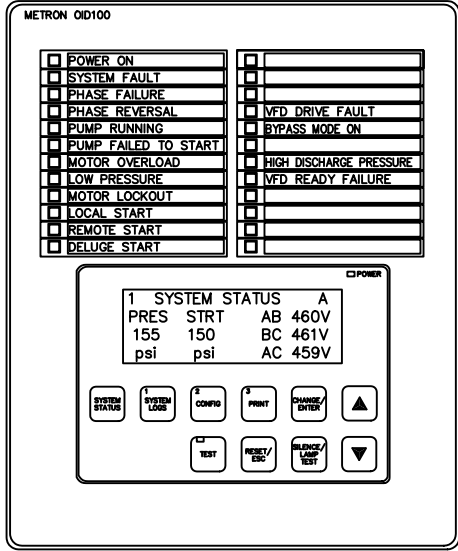 METRON OID100
POWER ON
SYSTEM FAULT
PHASE FAILURE
PHASE REVERSAL
PUMP RUNNING
PUMP FAILED TO START
MOTOR OVERLOAD
LOW PRESSURE
MOTOR LOCKOUT
LOCAL START
REMOTE START
DELUGE START
VFD DRIVE FAULT
BYPASS MODE ON
HIGH DISCHARGE PRESSURE
VFD READY FAILURE
POWER
1 SYSTEM STATUS A
PRES STRT AB 460V
155 150 BC 461V
psi psi AC 459V
SYSTEM
STATUS
1
SYSTEM
LOGS
2
CONFIG
3
PRINT
CHANGE/
ENTER
TEST
RESET/
ESC
SILENCE/
LAMP
TEST